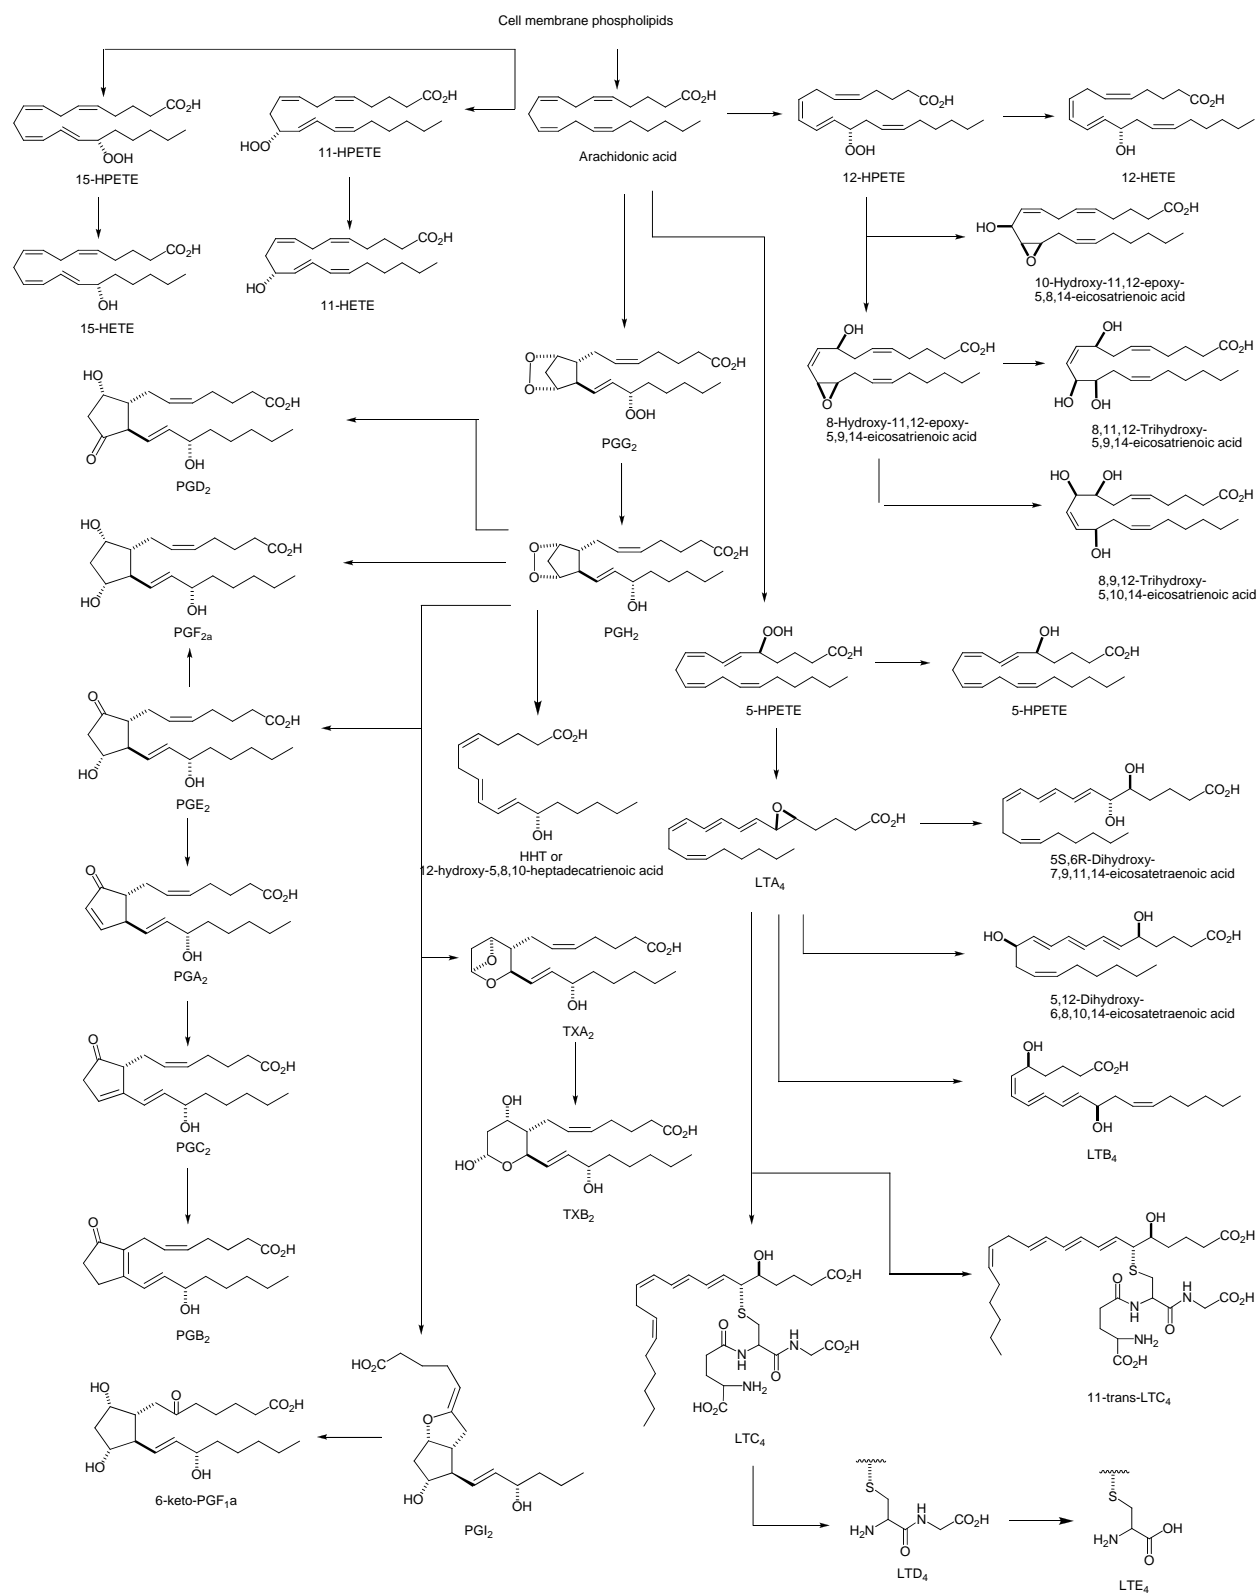 Cell membrane phospholipids
CO₂H
OOH
15-HPETE
CO₂H
HOO
11-HPETE
CO₂H
Arachidonic acid
CO₂H
OOH
12-HPETE
CO₂H
OH
12-HETE
CO₂H
OH
15-HETE
CO₂H
HO
11-HETE
CO₂H
HO
O
10-Hydroxy-11,12-epoxy-
5,8,14-eicosatrienoic acid
HO
CO₂H
O
OH
PGD₂
O
O
CO₂H
OOH
PGG₂
OH
CO₂H
O
8-Hydroxy-11,12-epoxy-
5,9,14-eicosatrienoic acid
OH
CO₂H
HO
OH
8,11,12-Trihydroxy-
5,9,14-eicosatrienoic acid
HO
OH
CO₂H
OH
8,9,12-Trihydroxy-
5,10,14-eicosatrienoic acid
HO
CO₂H
HO
OH
PGF₂ₐ
O
O
CO₂H
OH
PGH₂
OOH
CO₂H
5-HPETE
OH
CO₂H
5-HPETE
O
CO₂H
HO
OH
PGE₂
CO₂H
OH
HHT or
12-hydroxy-5,8,10-heptadecatrienoic acid
O
CO₂H
LTA₄
OH
CO₂H
OH
5S,6R-Dihydroxy-
7,9,11,14-eicosatetraenoic acid
O
CO₂H
OH
PGA₂
O
O
CO₂H
OH
TXA₂
HO
OH
CO₂H
5,12-Dihydroxy-
6,8,10,14-eicosatetraenoic acid
O
CO₂H
OH
PGC₂
OH
CO₂H
HO
O
OH
TXB₂
OH
CO₂H
OH
LTB₄
O
CO₂H
OH
PGB₂
OH
CO₂H
S
O
N
H
H
N
CO₂H
O
NH₂
HO₂C
LTC₄
OH
CO₂H
S
O
N
H
H
N
CO₂H
O
NH₂
CO₂H
11-trans-LTC₄
HO
O
CO₂H
HO
OH
6-keto-PGF₁a
HO₂C
O
HO
OH
PGI₂
S
H₂N
H
N
O
CO₂H
LTD₄
S
H₂N
OH
O
LTE₄